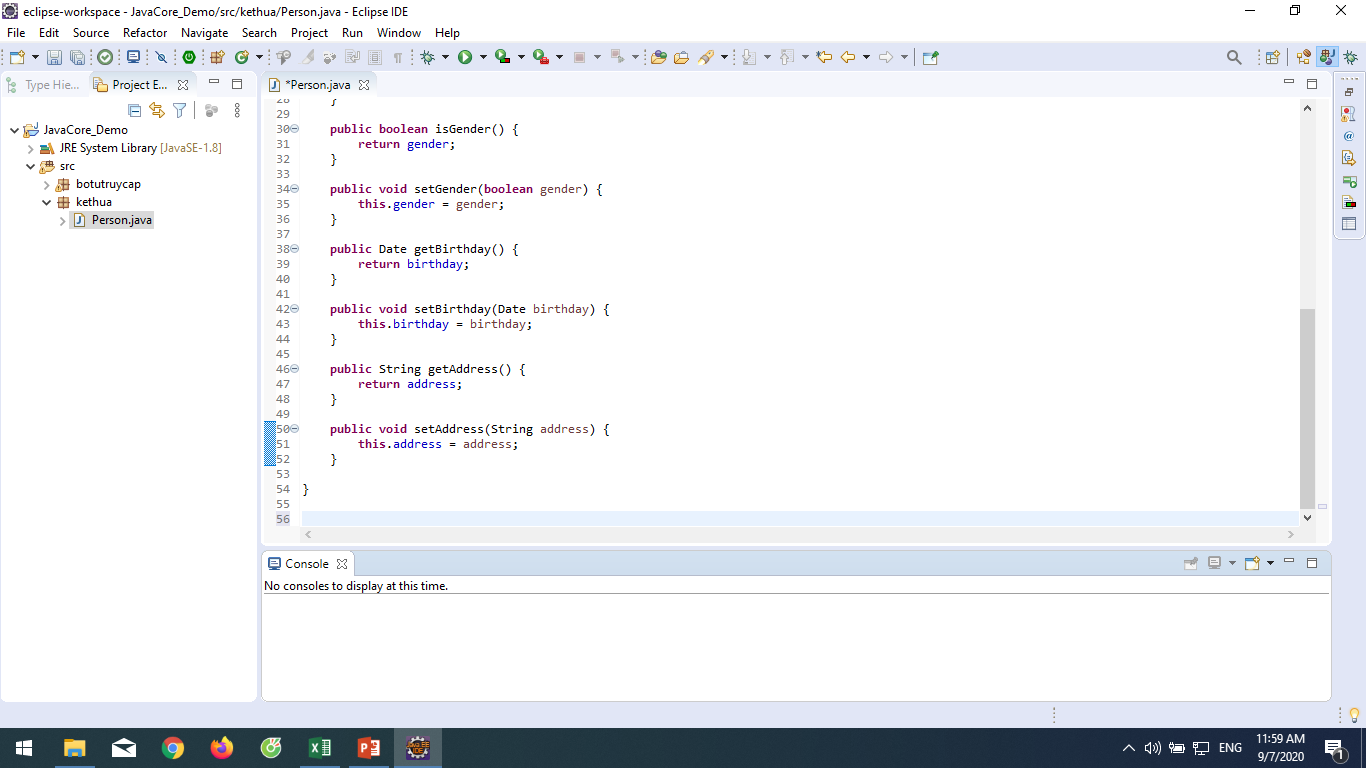 eclipse-workspace - JavaCore_Demo/src/kethua/Person.java - Eclipse IDE
File Edit Source Refactor Navigate Search Project Run Window Help
Type Hie... Project E...
JavaCore_Demo
JRE System Library [JavaSE-1.8]
src
botutruycap
kethua
Person.java
*Person.java
28 }
29
30 public boolean isGender() {
31 return gender;
32 }
33
34 public void setGender(boolean gender) {
35 this.gender = gender;
36 }
37
38 public Date getBirthday() {
39 return birthday;
40 }
41
42 public void setBirthday(Date birthday) {
43 this.birthday = birthday;
44 }
45
46 public String getAddress() {
47 return address;
48 }
49
50 public void setAddress(String address) {
51 this.address = address;
52 }
53
54 }
55
56
Console
No consoles to display at this time.
ENG
11:59 AM
9/7/2020
1